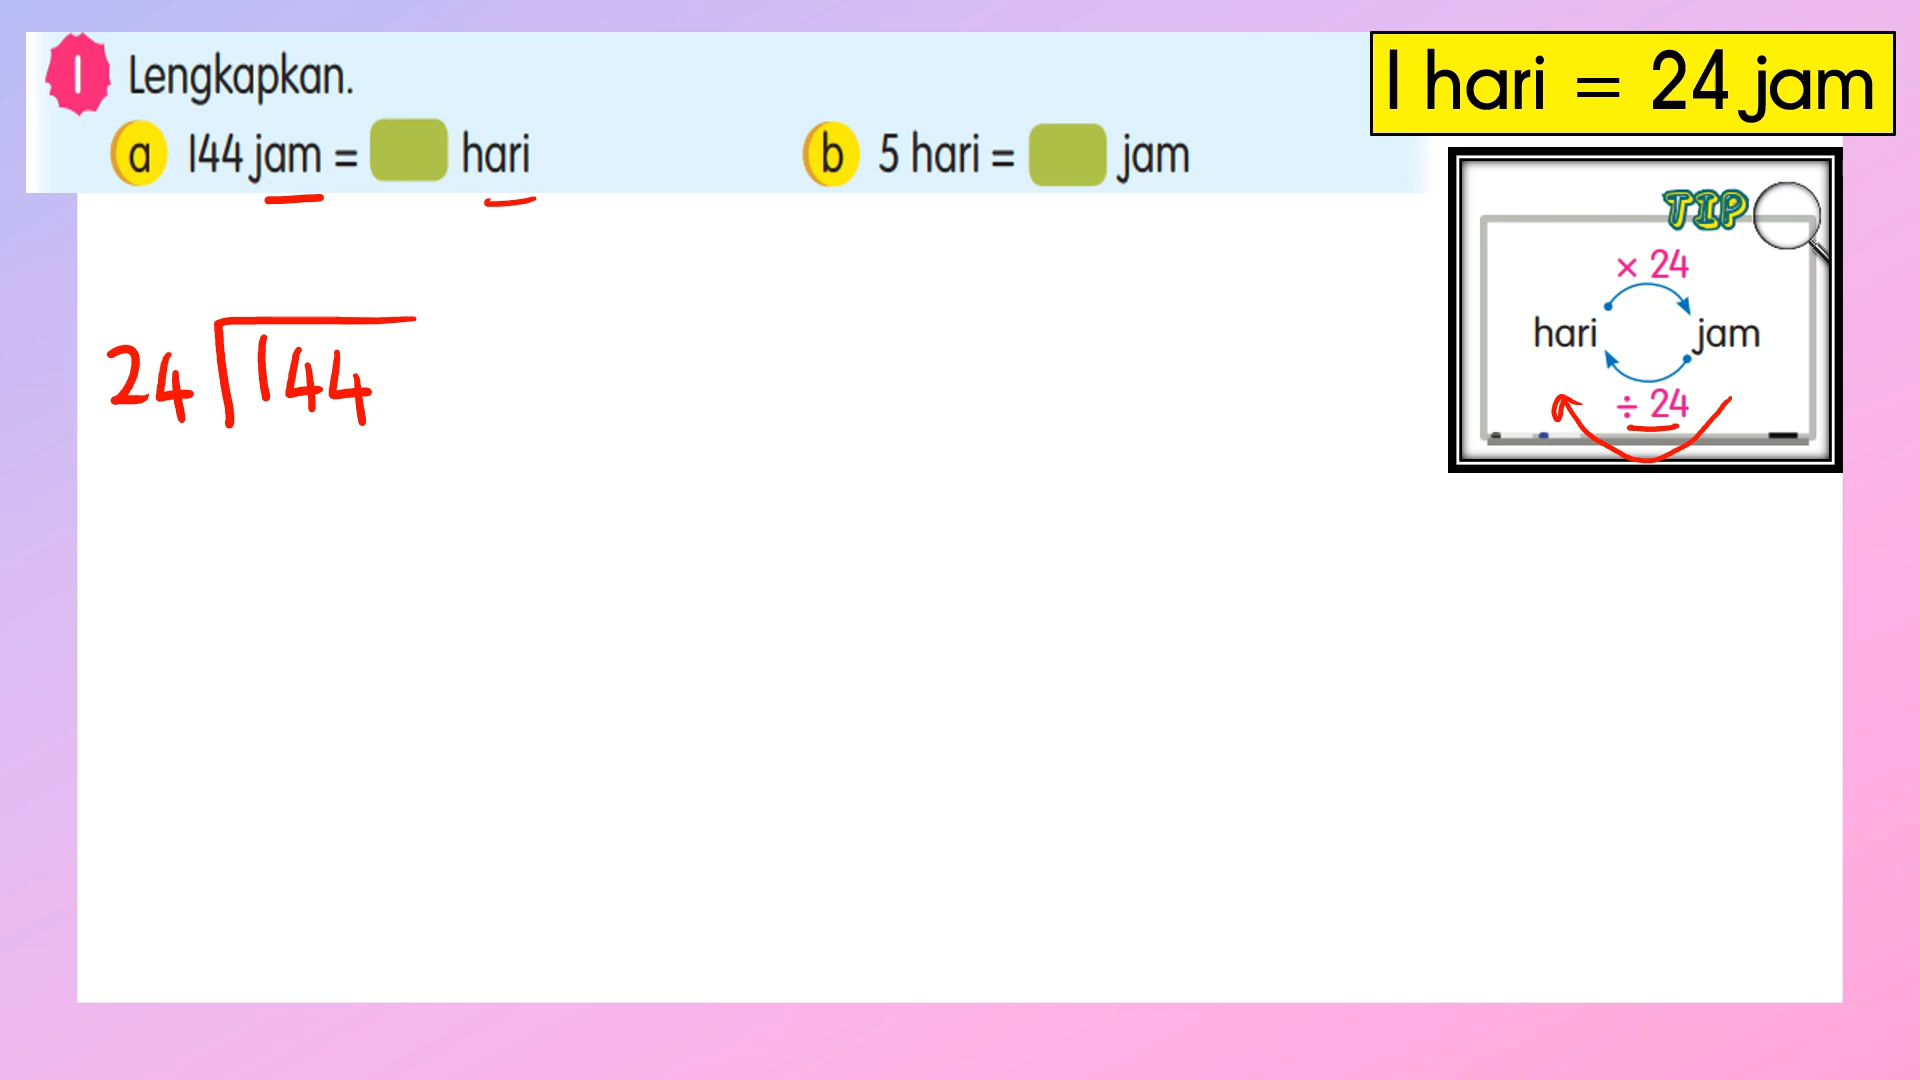 1 Lengkapkan.
a 144 jam = hari
b 5 hari = jam
1 hari = 24 jam
TIP
× 24
hari jam
÷ 24
24 144